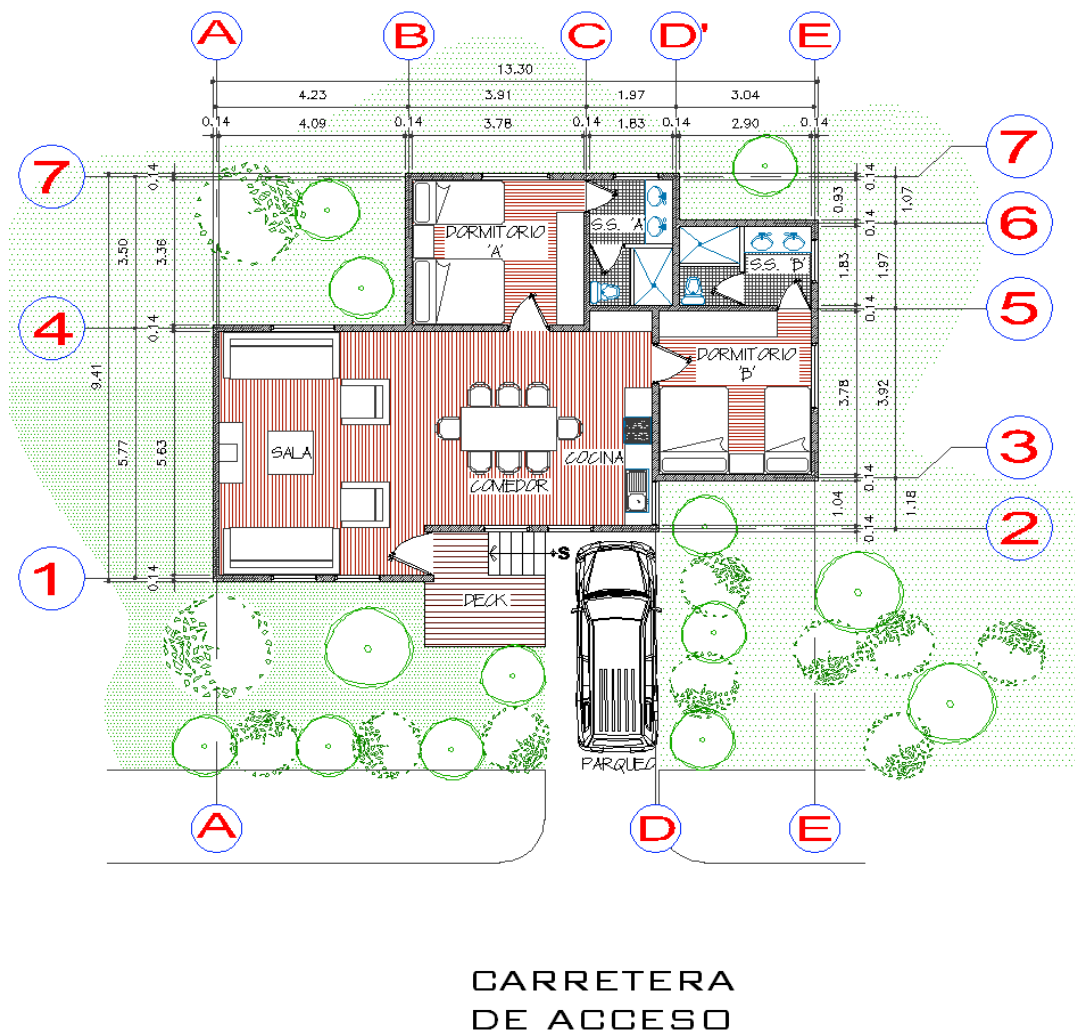 A B C D' E
13.30
4.23 3.91 1.97 3.04
0.14 4.09 0.14 3.78 0.14 1.83 0.14 2.90 0.14
7
7
0.14
0.14
0.93
1.07
3.50
3.36
DORMITORIO
'A'
S.S. 'A'
0.14
6
S.S. 'B'
1.83
1.97
4
0.14
0.14
5
9.41
DORMITORIO
'B'
3.78
3.92
5.77
5.63
SALA
COCINA
COMEDOR
0.14
3
1.04
1.18
0.14
2
S
1
0.14
DECK
PARQUEO
A D E
CARRETERA
DE ACCESO